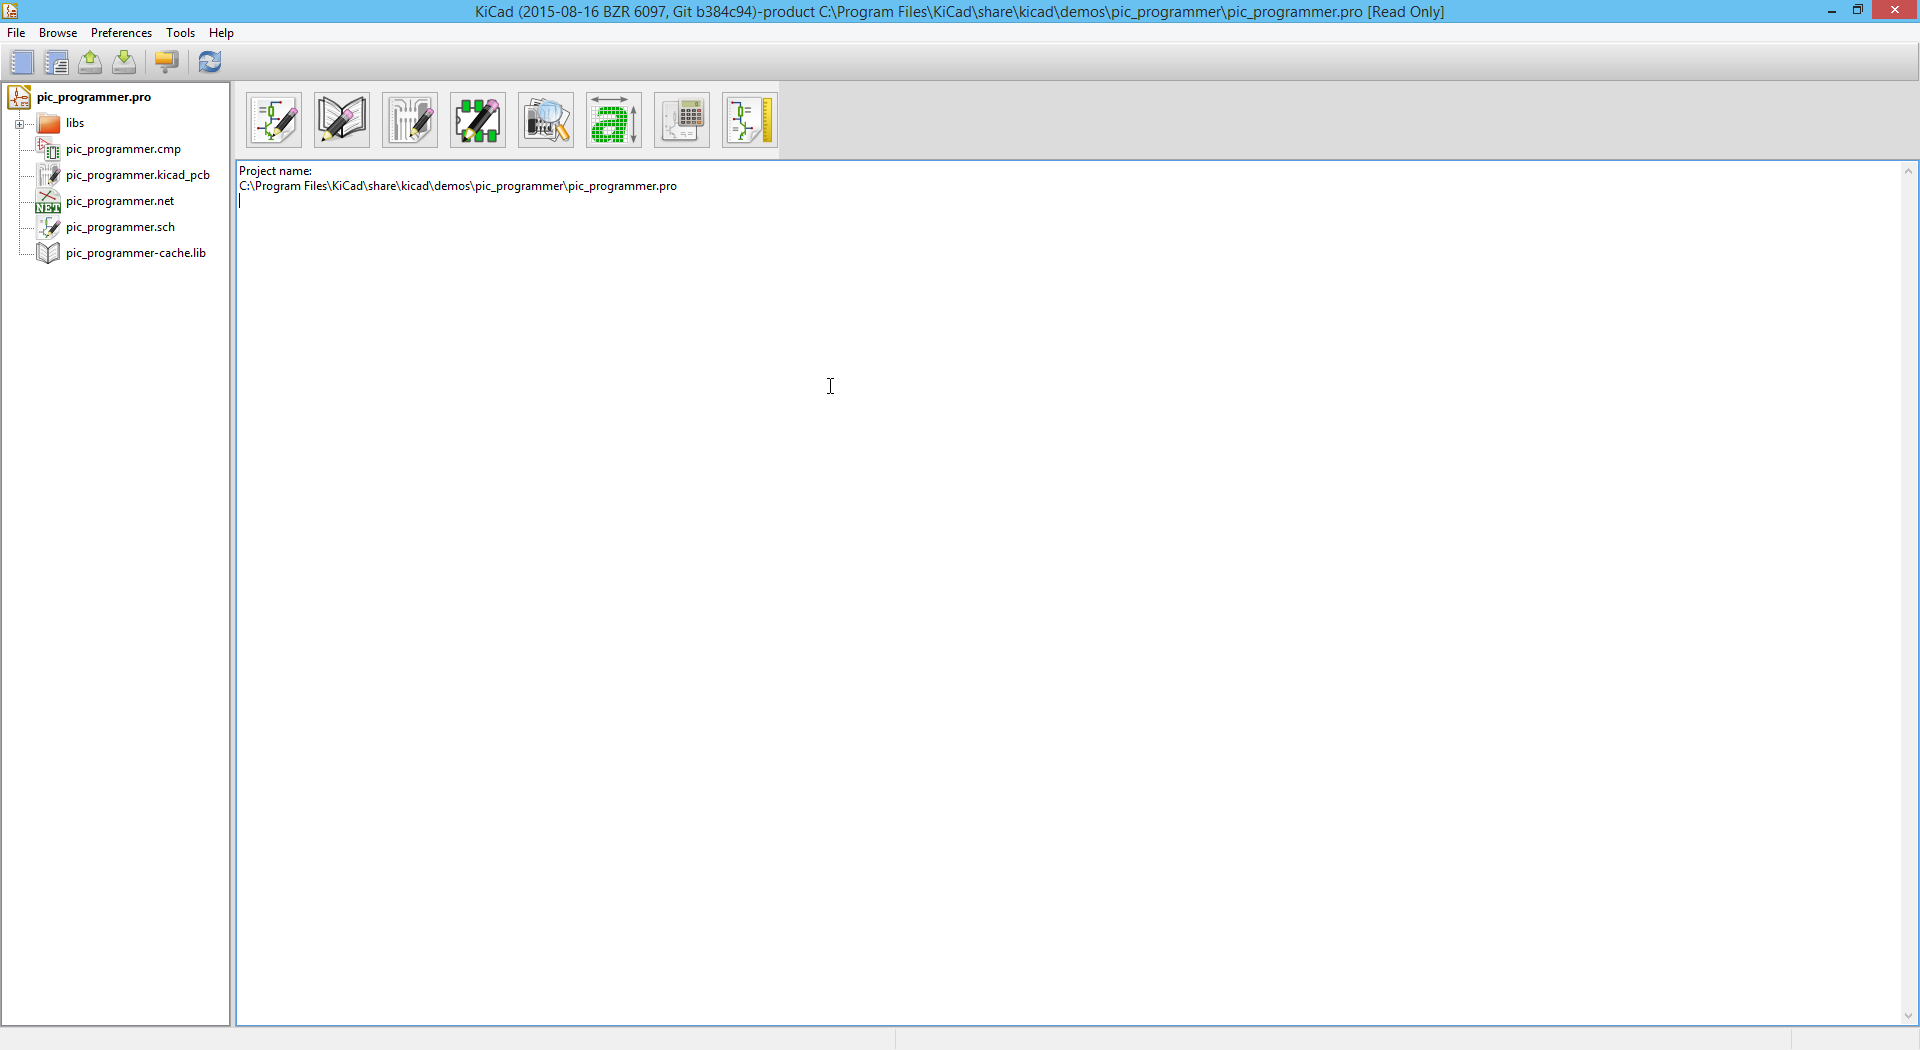 KiCad (2015-08-16 BZR 6097, Git b384c94)-product C:\Program Files\KiCad\share\kicad\demos\pic_programmer\pic_programmer.pro [Read Only]
File Browse Preferences Tools Help
pic_programmer.pro
libs
pic_programmer.cmp
pic_programmer.kicad_pcb
pic_programmer.net
NET
pic_programmer.sch
pic_programmer-cache.lib
a
Project name:
C:\Program Files\KiCad\share\kicad\demos\pic_programmer\pic_programmer.pro